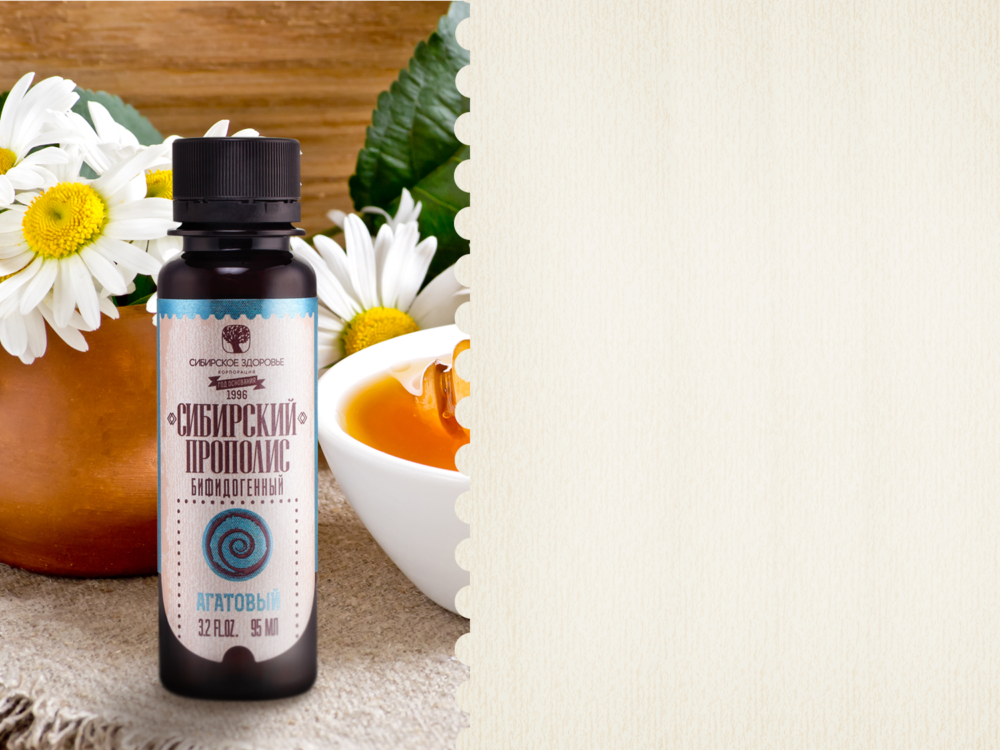 СИБИРСКОЕ ЗДОРОВЬЕ
КОРПОРАЦИЯ
ГОД ОСНОВАНИЯ
1996
СИБИРСКИЙ
ПРОПОЛИС
БИФИДОГЕННЫЙ
АГАТОВЫЙ
3.2 FL.OZ. 95 МЛ